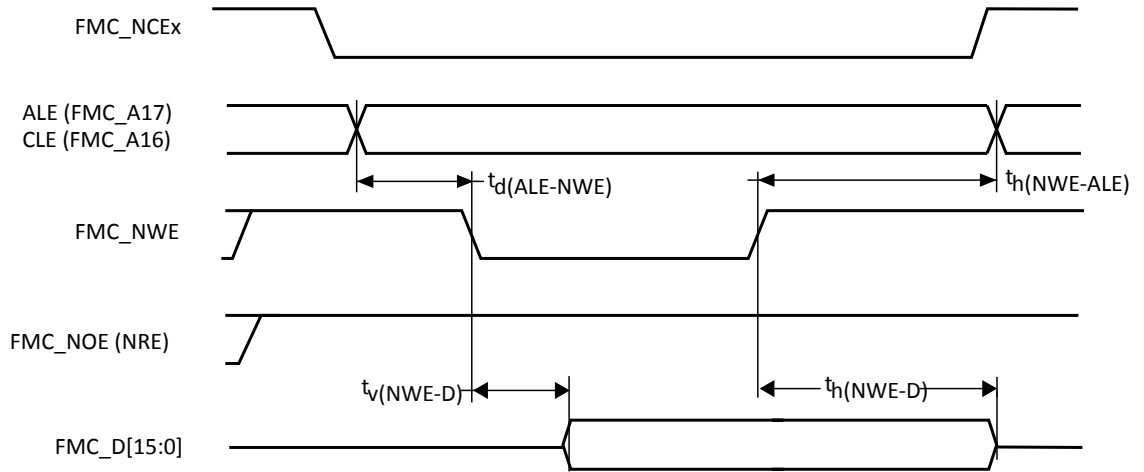 FMC_NCEx
ALE (FMC_A17)
CLE (FMC_A16)
td(ALE-NWE)
th(NWE-ALE)
FMC_NWE
FMC_NOE (NRE)
tv(NWE-D)
th(NWE-D)
FMC_D[15:0]